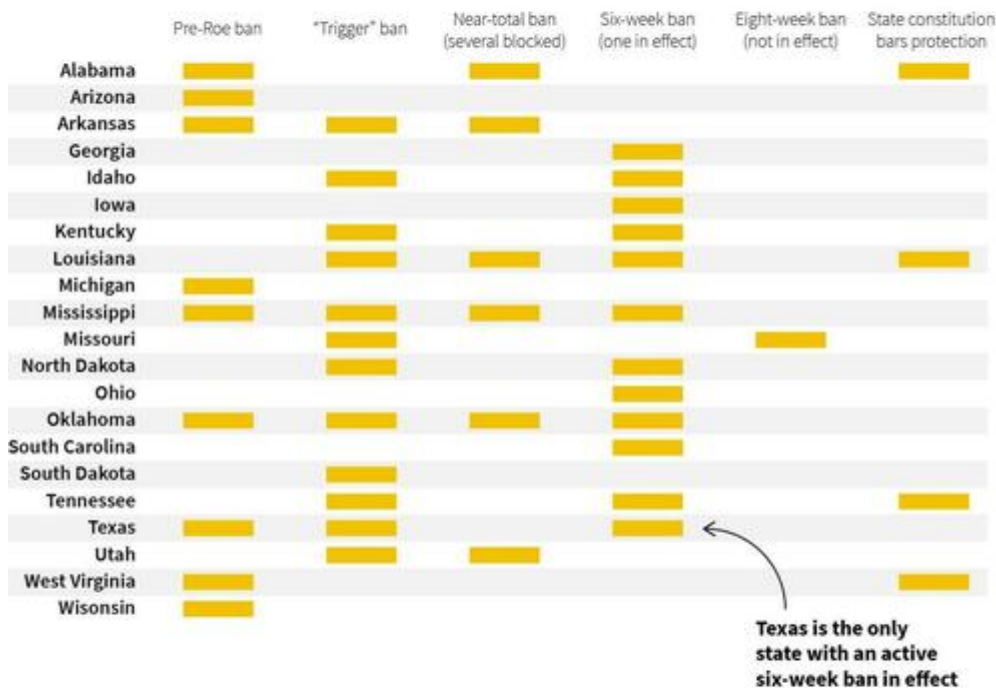 Pre-Roe ban
"Trigger" ban
Near-total ban
(several blocked)
Six-week ban
(one in effect)
Eight-week ban
(not in effect)
State constitution
bars protection
Alabama
Arizona
Arkansas
Georgia
Idaho
Iowa
Kentucky
Louisiana
Michigan
Mississippi
Missouri
North Dakota
Ohio
Oklahoma
South Carolina
South Dakota
Tennessee
Texas
Utah
West Virginia
Wisonsin
Texas is the only
state with an active
six-week ban in effect